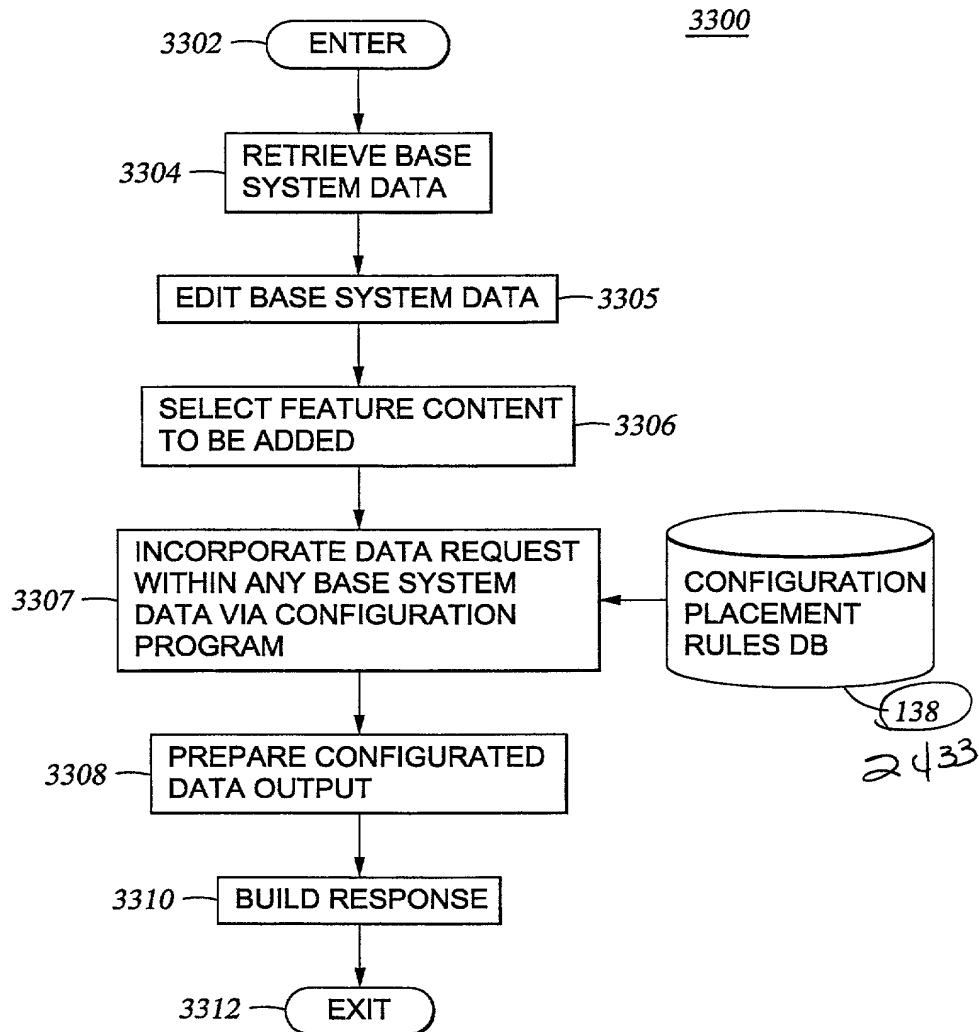 3300
3302
ENTER
3304
RETRIEVE BASE
SYSTEM DATA
EDIT BASE SYSTEM DATA
3305
SELECT FEATURE CONTENT
TO BE ADDED
3306
3307
INCORPORATE DATA REQUEST
WITHIN ANY BASE SYSTEM
DATA VIA CONFIGURATION
PROGRAM
CONFIGURATION
PLACEMENT
RULES DB
138
2433
3308
PREPARE CONFIGURATED
DATA OUTPUT
3310
BUILD RESPONSE
3312
EXIT